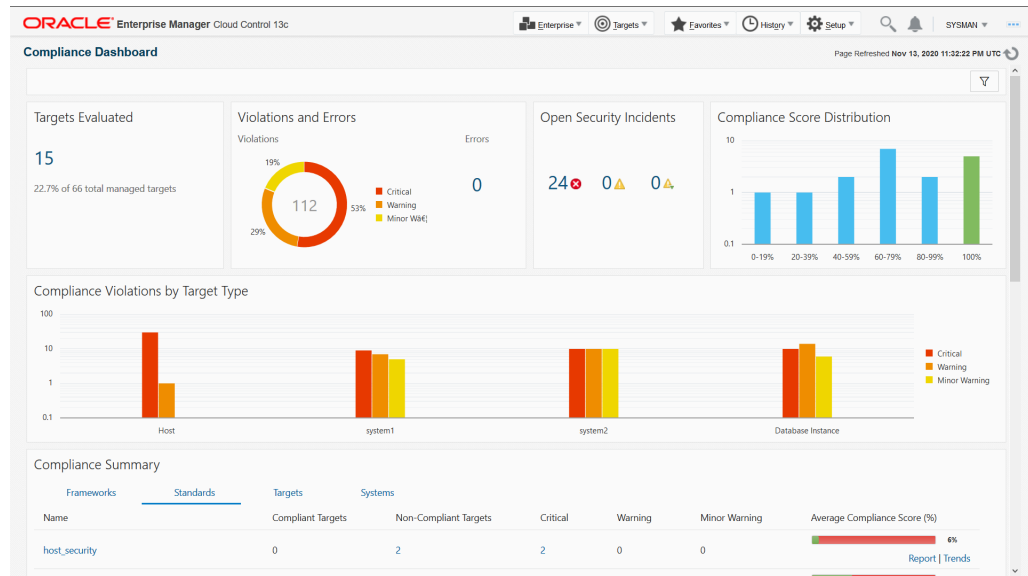 ORACLE® Enterprise Manager Cloud Control 13c
Enterprise ▼ Targets ▼ Favorites ▼ History ▼ Setup ▼ SYSMAN ▼
Compliance Dashboard
Page Refreshed Nov 13, 2020 11:32:22 PM UTC
Targets Evaluated
15
22.7% of 66 total managed targets
Violations and Errors
Violations
Errors
19%
112
53%
29%
Critical
Warning
Minor Wâ€¦
0
Open Security Incidents
24 0 0
Compliance Score Distribution
10
1
0.1
0-19% 20-39% 40-59% 60-79% 80-99% 100%
Compliance Violations by Target Type
100
10
1
0.1
Host system1 system2 Database Instance
Critical
Warning
Minor Warning
Compliance Summary
Frameworks Standards Targets Systems
Name Compliant Targets Non-Compliant Targets Critical Warning Minor Warning Average Compliance Score (%)
host_security 0 2 2 0 0 6%
Report | Trends